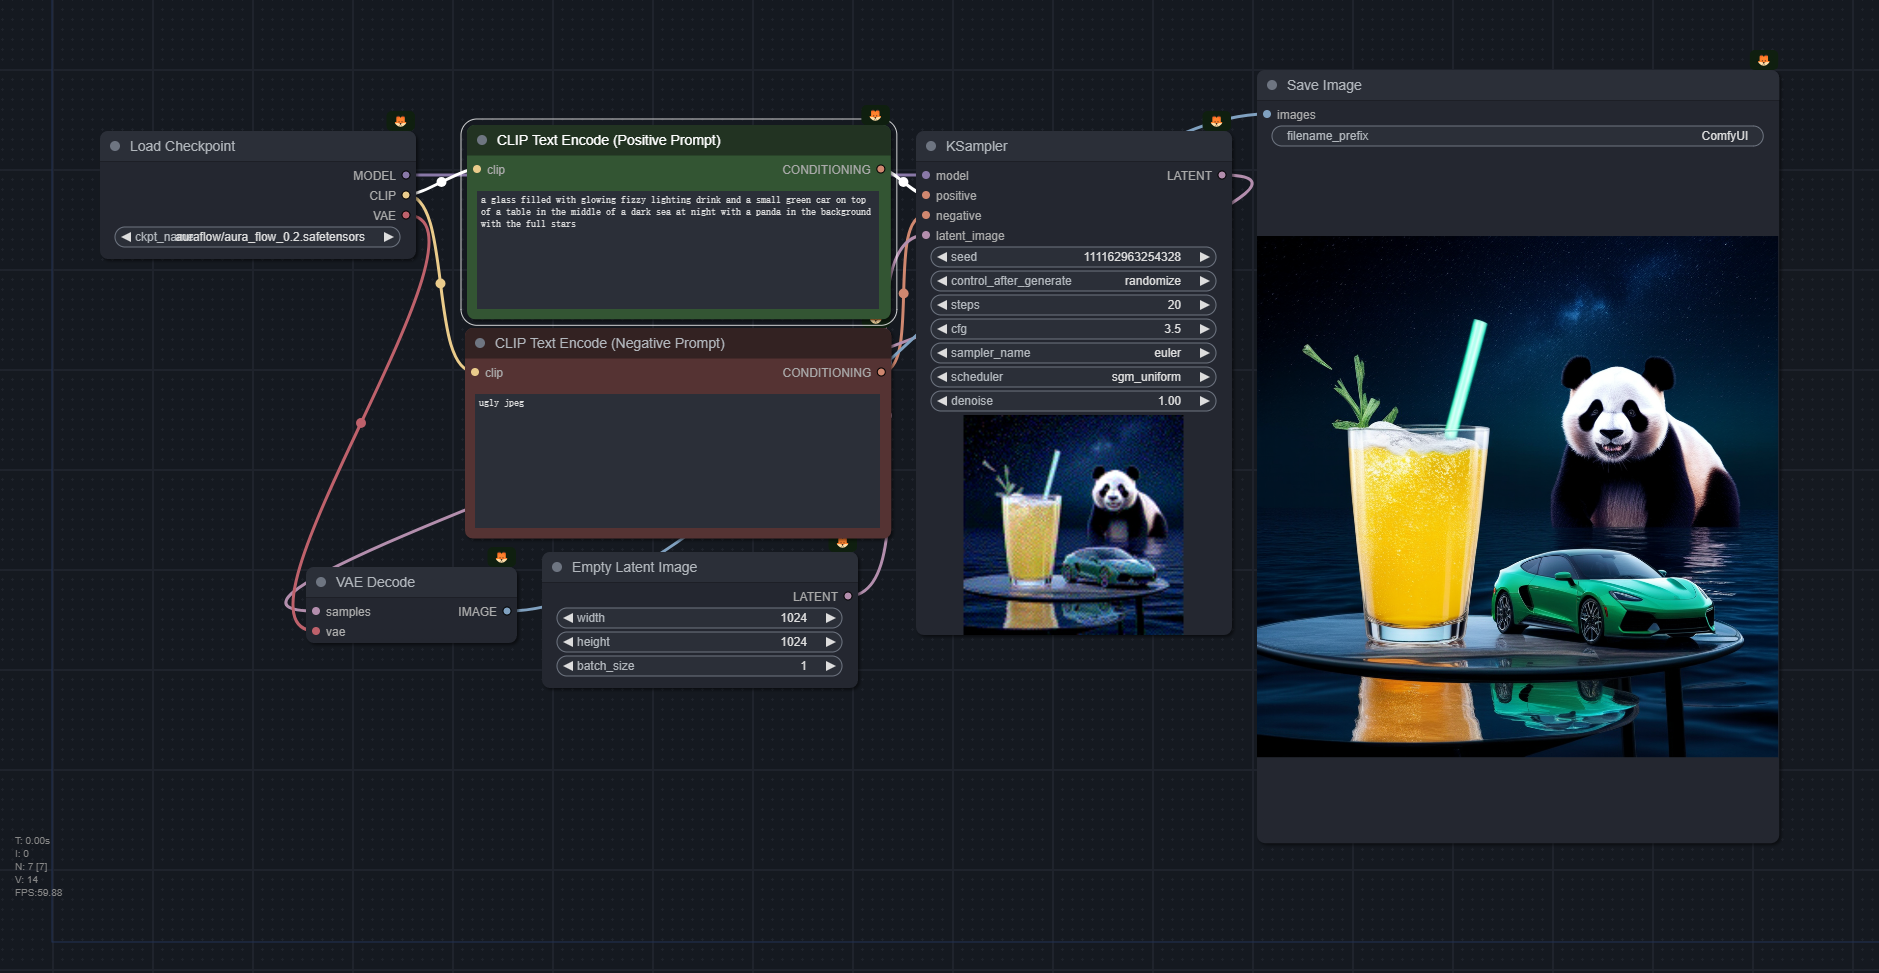 Load Checkpoint
MODEL
CLIP
VAE
ckpt_name auraflow/aura_flow_0.2.safetensors
CLIP Text Encode (Positive Prompt)
clip
CONDITIONING
a glass filled with glowing fizzy lighting drink and a small green car on top
of a table in the middle of a dark sea at night with a panda in the background
with the full stars
CLIP Text Encode (Negative Prompt)
clip
CONDITIONING
ugly jpeg
VAE Decode
samples
IMAGE
vae
Empty Latent Image
LATENT
width 1024
height 1024
batch_size 1
KSampler
model
LATENT
positive
negative
latent_image
seed 111162963254328
control_after_generate randomize
steps 20
cfg 3.5
sampler_name euler
scheduler sgm_uniform
denoise 1.00
Save Image
images
filename_prefix ComfyUI
T: 0.00s
I: 0
N: 7 [7]
V: 14
FPS:59.88